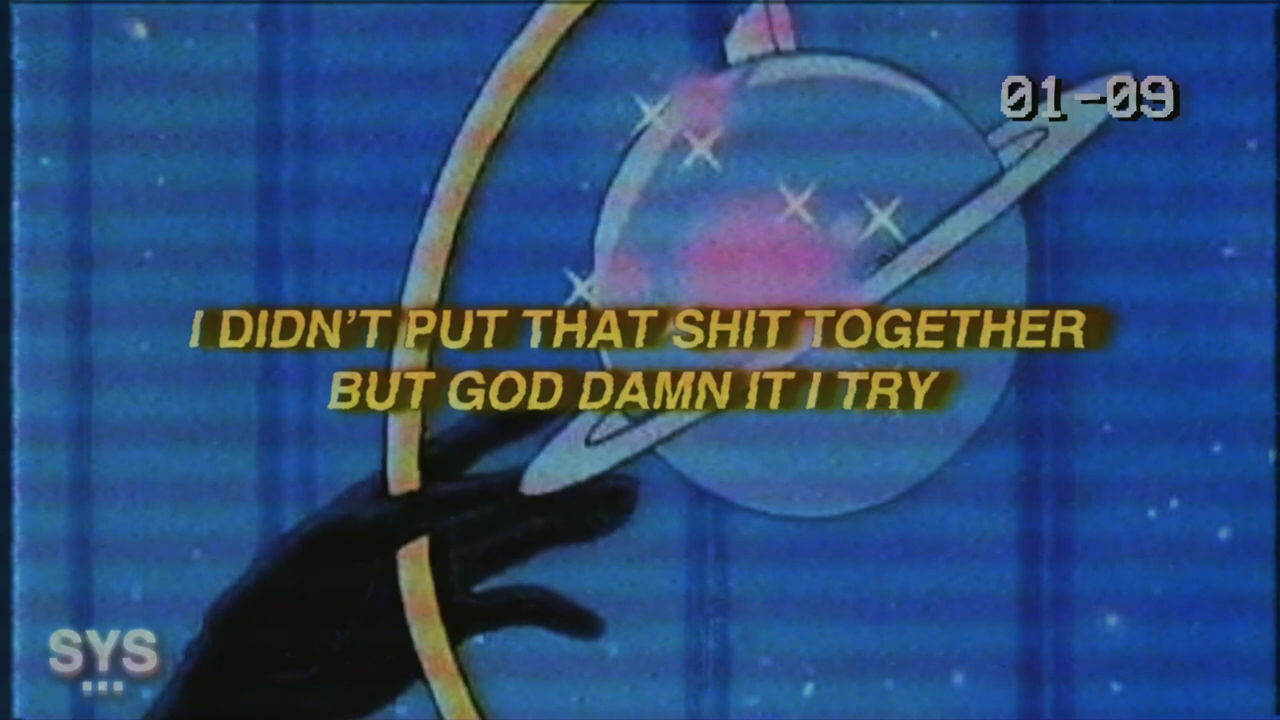 01-09
I DIDN'T PUT THAT SHIT TOGETHER
BUT GOD DAMN IT I TRY
SYS